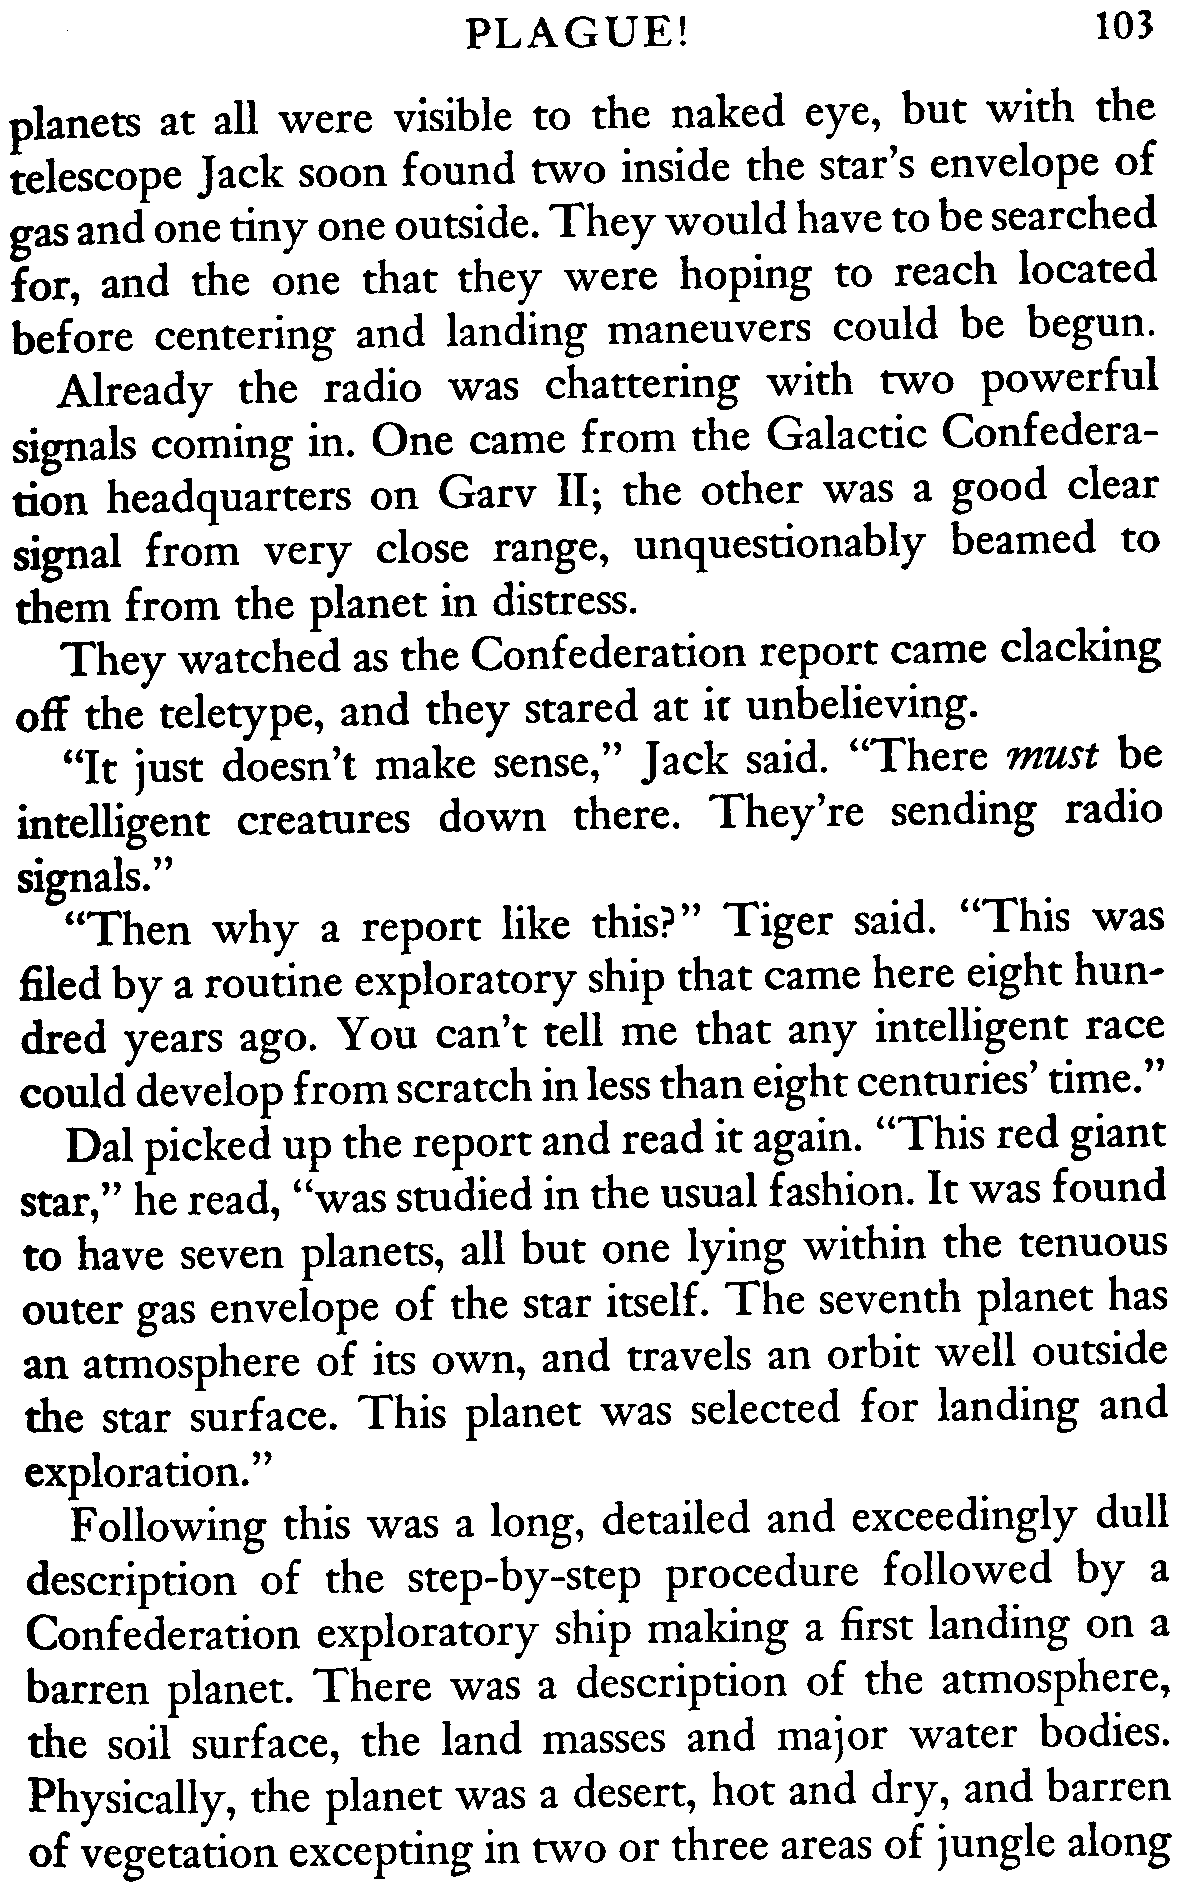 PLAGUE! 103
planets at all were visible to the naked eye, but with the
telescope Jack soon found two inside the star's envelope of
gas and one tiny one outside. They would have to be searched
for, and the one that they were hoping to reach located
before centering and landing maneuvers could be begun.
Already the radio was chattering with two powerful
signals coming in. One came from the Galactic Confedera-
tion headquarters on Garv II; the other was a good clear
signal from very close range, unquestionably beamed to
them from the planet in distress.
They watched as the Confederation report came clacking
off the teletype, and they stared at it unbelieving.
“It just doesn't make sense,” Jack said. “There must be
intelligent creatures down there. They're sending radio
signals.”
“Then why a report like this?” Tiger said. “This was
filed by a routine exploratory ship that came here eight hun-
dred years ago. You can't tell me that any intelligent race
could develop from scratch in less than eight centuries' time.”
Dal picked up the report and read it again. “This red giant
star,” he read, “was studied in the usual fashion. It was found
to have seven planets, all but one lying within the tenuous
outer gas envelope of the star itself. The seventh planet has
an atmosphere of its own, and travels an orbit well outside
the star surface. This planet was selected for landing and
exploration.”
Following this was a long, detailed and exceedingly dull
description of the step-by-step procedure followed by a
Confederation exploratory ship making a first landing on a
barren planet. There was a description of the atmosphere,
the soil surface, the land masses and major water bodies.
Physically, the planet was a desert, hot and dry, and barren
of vegetation excepting in two or three areas of jungle along